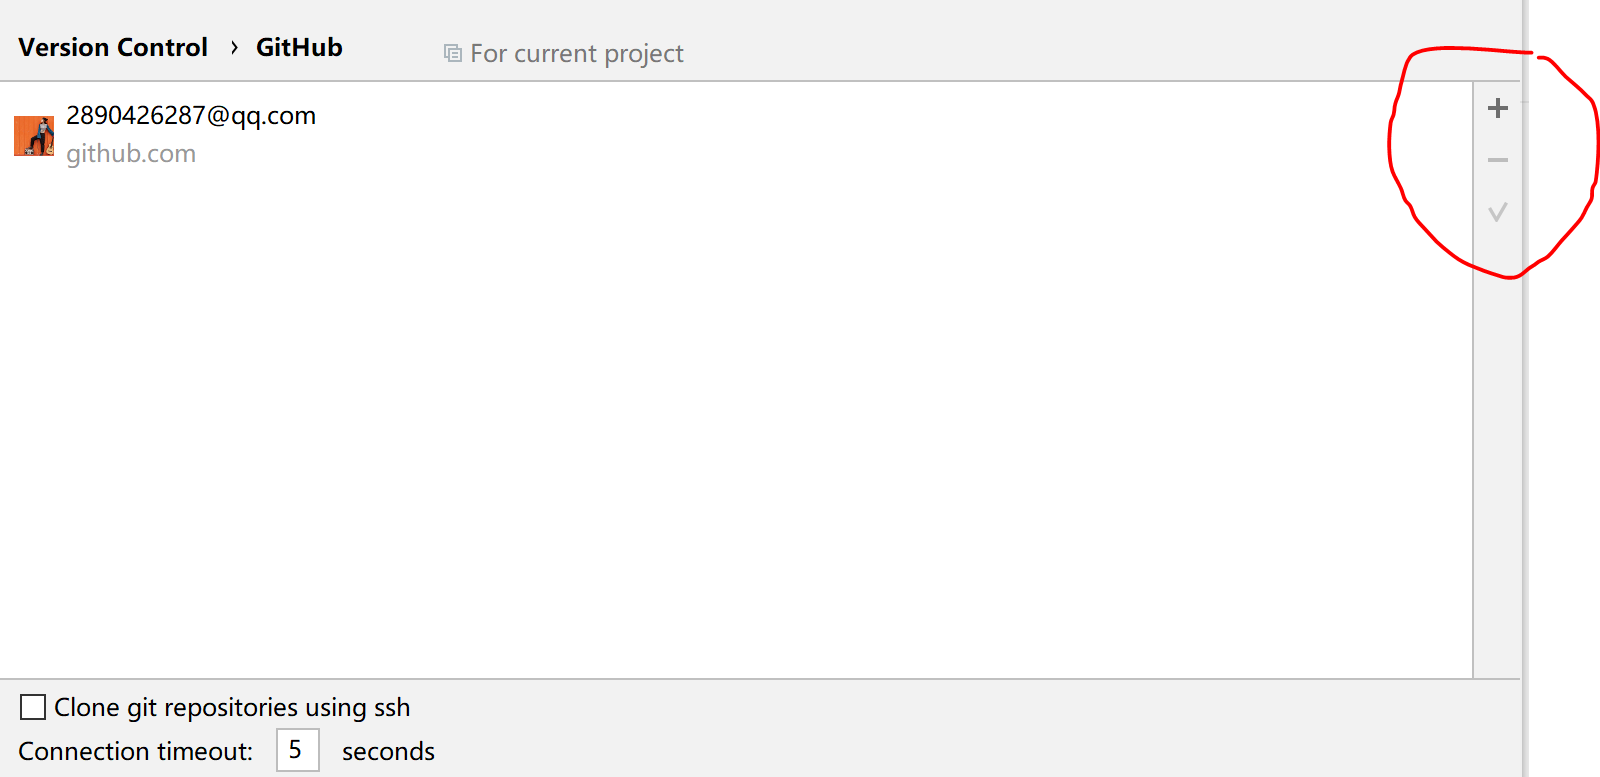 Version Control › GitHub For current project
2890426287@qq.com
github.com
Clone git repositories using ssh
Connection timeout: 5 seconds